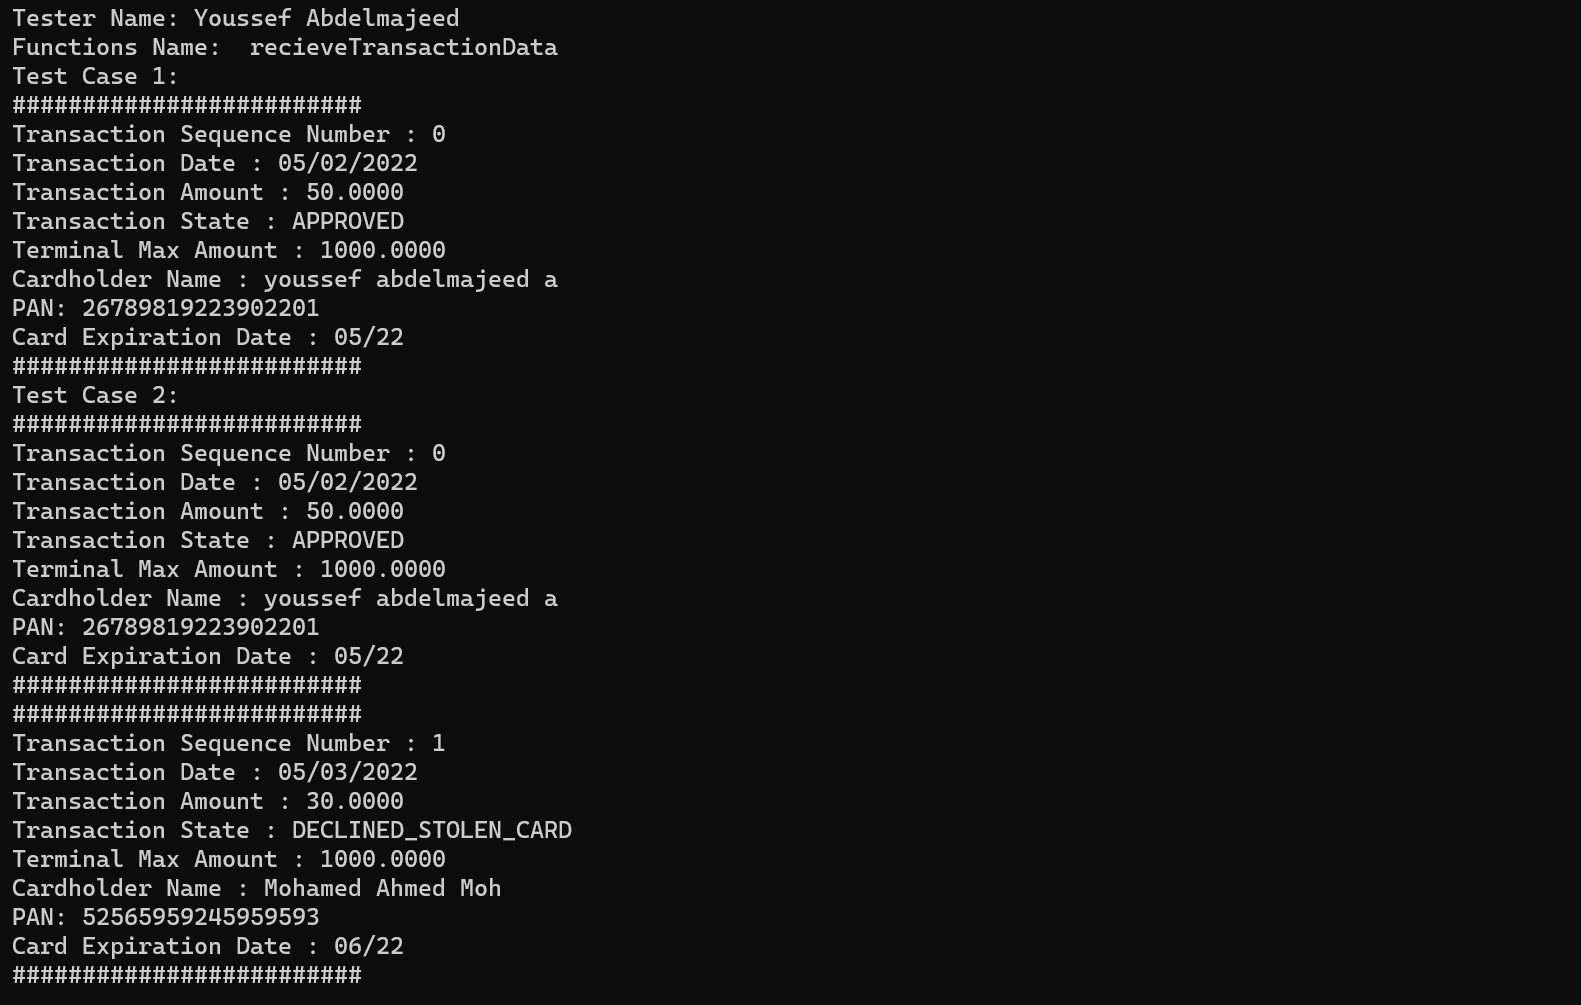 Tester Name: Youssef Abdelmajeed
Functions Name:  recieveTransactionData
Test Case 1:
#########################
Transaction Sequence Number : 0
Transaction Date : 05/02/2022
Transaction Amount : 50.0000
Transaction State : APPROVED
Terminal Max Amount : 1000.0000
Cardholder Name : youssef abdelmajeed a
PAN: 26789819223902201
Card Expiration Date : 05/22
#########################
Test Case 2:
#########################
Transaction Sequence Number : 0
Transaction Date : 05/02/2022
Transaction Amount : 50.0000
Transaction State : APPROVED
Terminal Max Amount : 1000.0000
Cardholder Name : youssef abdelmajeed a
PAN: 26789819223902201
Card Expiration Date : 05/22
#########################
#########################
Transaction Sequence Number : 1
Transaction Date : 05/03/2022
Transaction Amount : 30.0000
Transaction State : DECLINED_STOLEN_CARD
Terminal Max Amount : 1000.0000
Cardholder Name : Mohamed Ahmed Moh
PAN: 52565959245959593
Card Expiration Date : 06/22
#########################